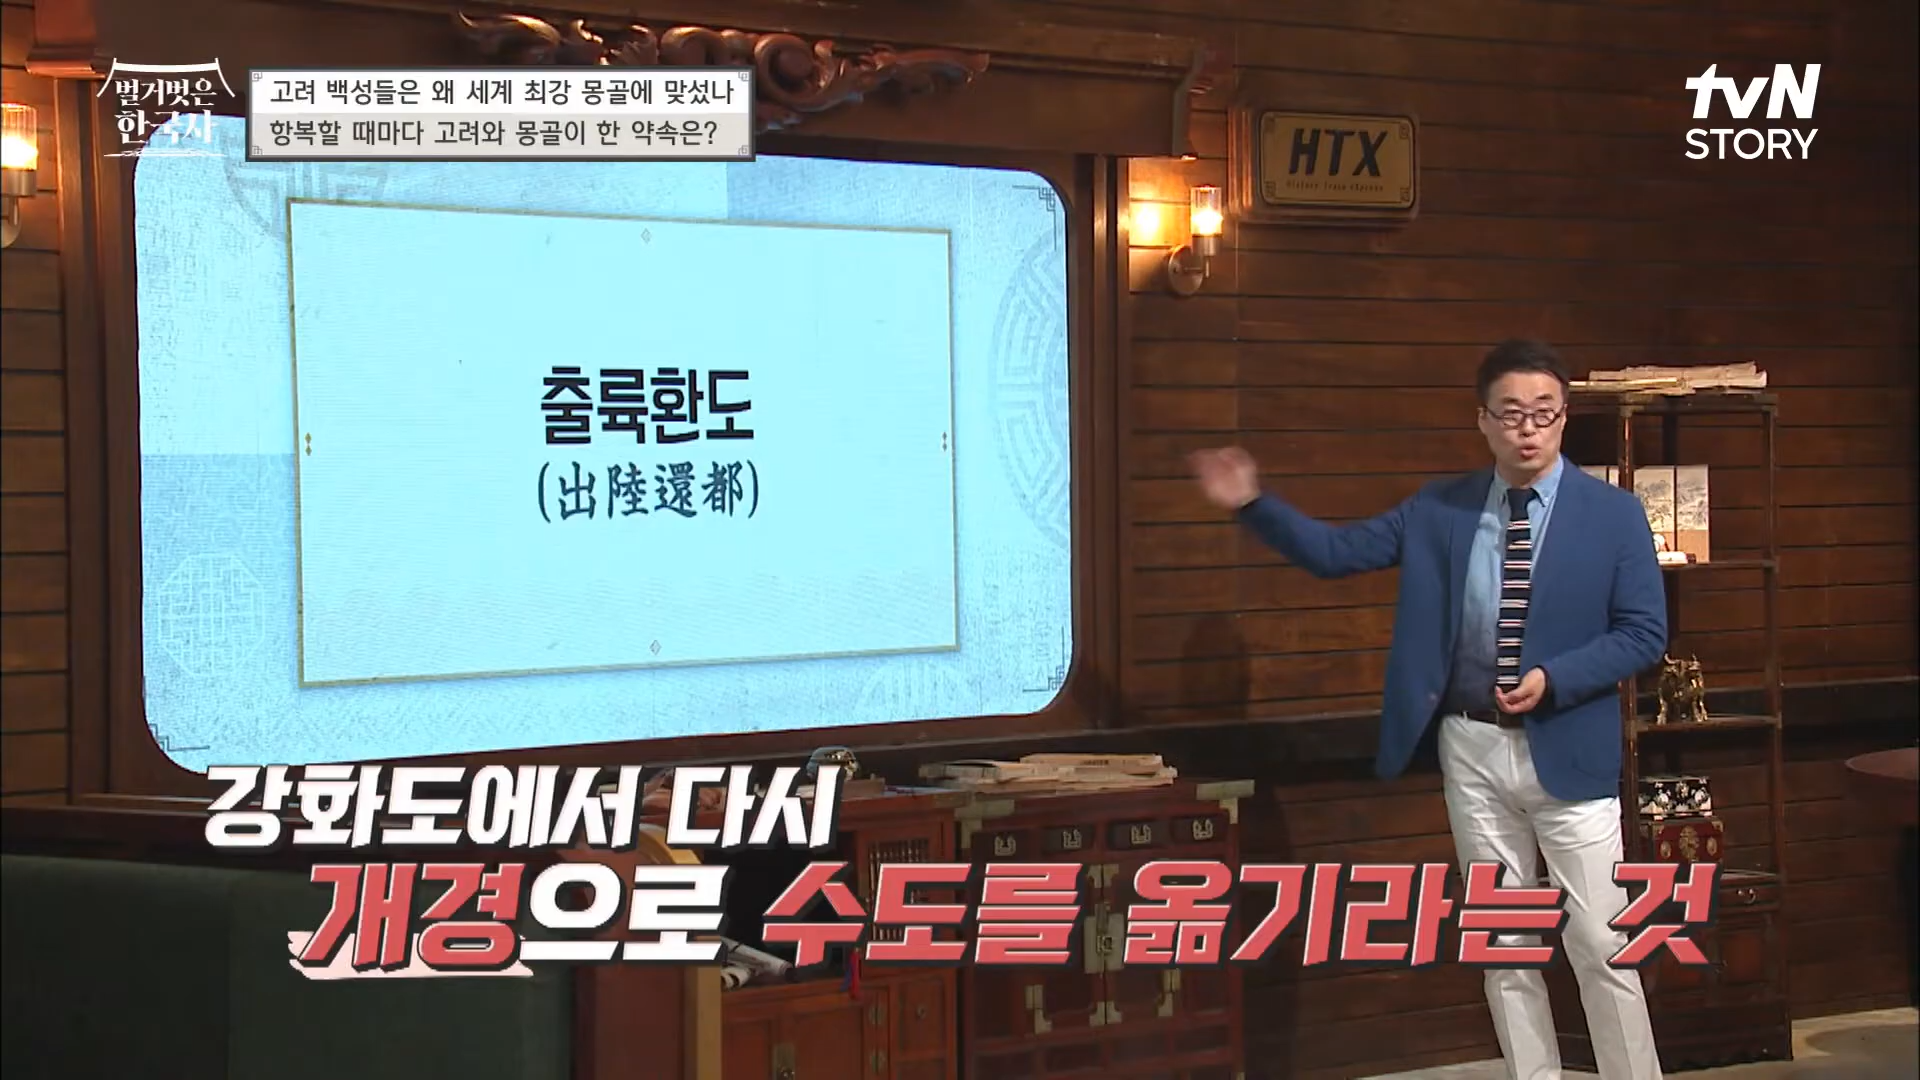 벌거벗은
한국사
고려 백성들은 왜 세계 최강 몽골에 맞섰나
항복할 때마다 고려와 몽골이 한 약속은?
tvN
STORY
HTX
History Train eXpress
출륙환도
(出陸還都)
강화도에서 다시
개경으로 수도를 옮기라는 것